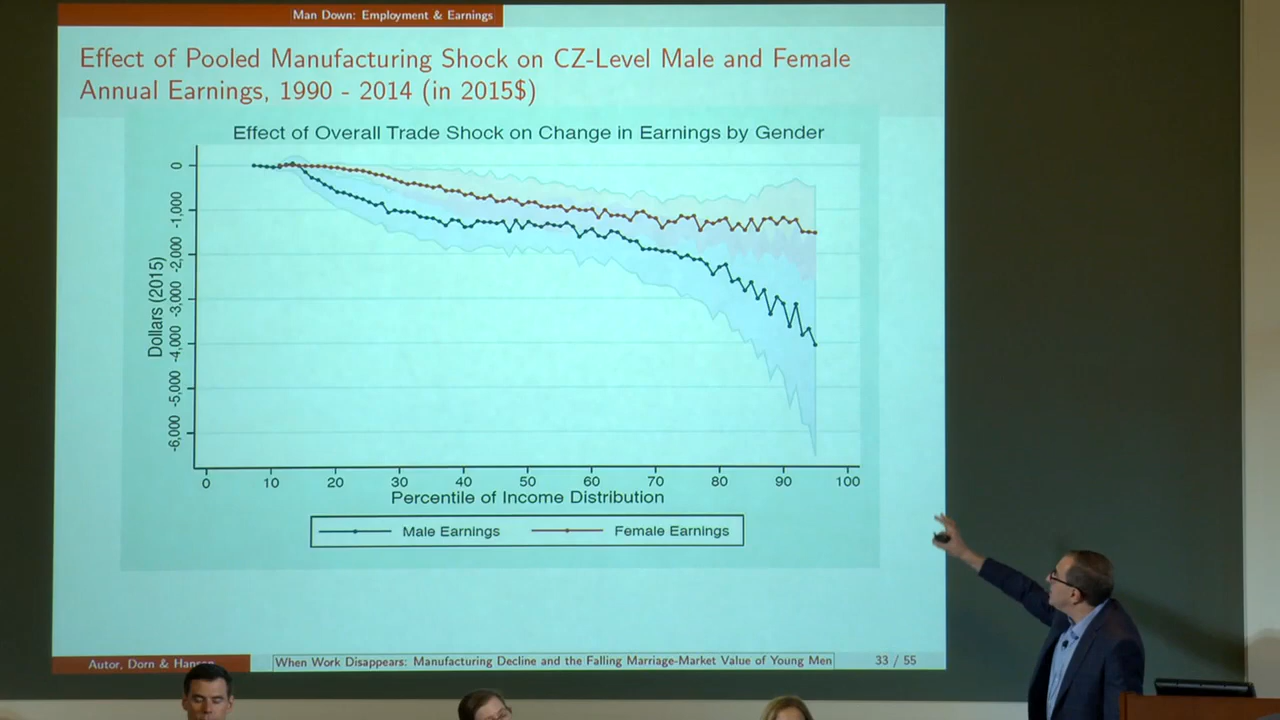 Man Down: Employment & Earnings
Effect of Pooled Manufacturing Shock on CZ-Level Male and Female
Annual Earnings, 1990 - 2014 (in 2015$)
Effect of Overall Trade Shock on Change in Earnings by Gender
Dollars (2015)
0
-1,000
-2,000
-3,000
-4,000
-5,000
-6,000
0 10 20 30 40 50 60 70 80 90 100
Percentile of Income Distribution
Male Earnings Female Earnings
Autor, Dorn &
When Work Disappears: Manufacturing Decline and the Falling Marriage-Market Value of Young Men
33 / 55